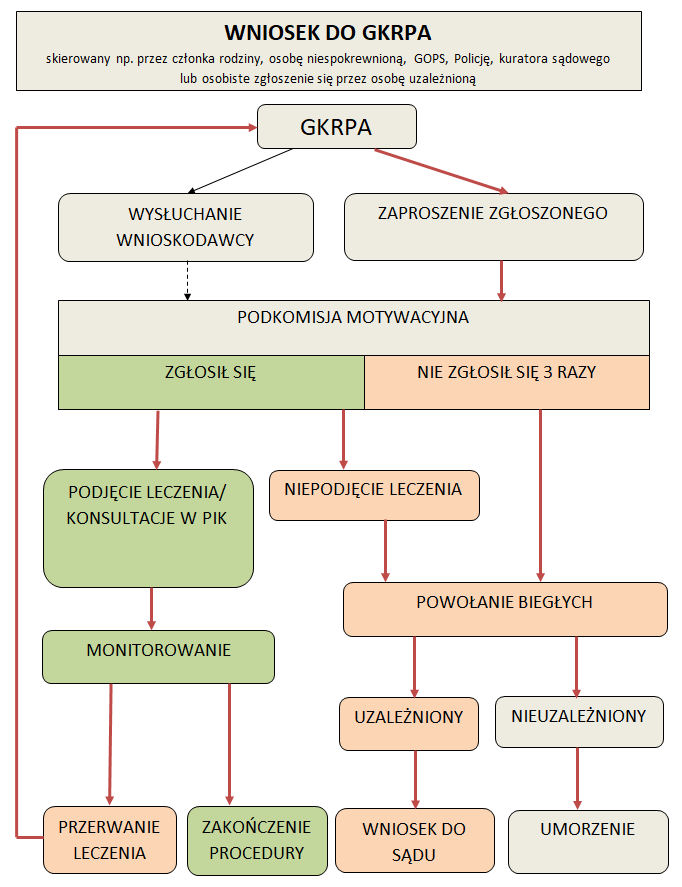 WNIOSEK DO GKRPA
skierowany np. przez członka rodziny, osobę niespokrewnioną, GOPS, Policję, kuratora sądowego
lub osobiste zgłoszenie się przez osobę uzależnioną
GKRPA
WYSŁUCHANIE
WNIOSKODAWCY
ZAPROSZENIE ZGŁOSZONEGO
PODKOMISJA MOTYWACYJNA
ZGŁOSIŁ SIĘ
NIE ZGŁOSIŁ SIĘ 3 RAZY
PODJĘCIE LECZENIA/
KONSULTACJE W PIK
NIEPODJĘCIE LECZENIA
POWOŁANIE BIEGŁYCH
MONITOROWANIE
UZALEŻNIONY
NIEUZALEŻNIONY
PRZERWANIE
LECZENIA
ZAKOŃCZENIE
PROCEDURY
WNIOSEK DO
SĄDU
UMORZENIE